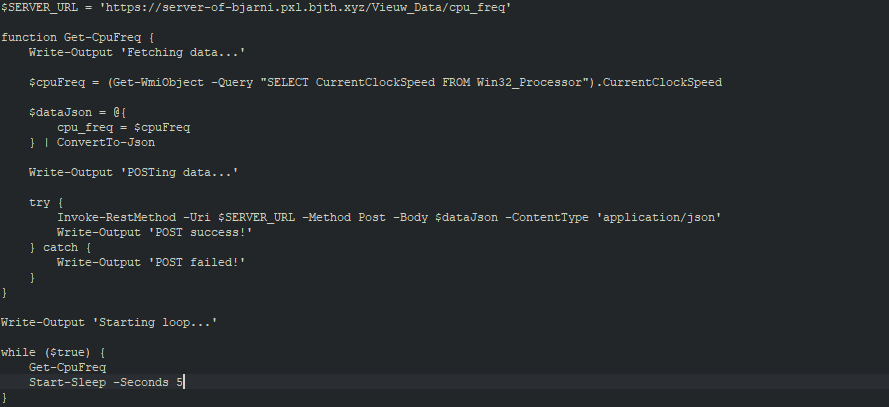 $SERVER_URL = 'https://server-of-bjarni.pxl.bjth.xyz/Vieuw_Data/cpu_freq'
function Get-CpuFreq {
Write-Output 'Fetching data...'
$cpuFreq = (Get-WmiObject -Query "SELECT CurrentClockSpeed FROM Win32_Processor").CurrentClockSpeed
$dataJson = @{
cpu_freq = $cpuFreq
} | ConvertTo-Json
Write-Output 'POSTing data...'
try {
Invoke-RestMethod -Uri $SERVER_URL -Method Post -Body $dataJson -ContentType 'application/json'
Write-Output 'POST success!'
} catch {
Write-Output 'POST failed!'
}
}
Write-Output 'Starting loop...'
while ($true) {
Get-CpuFreq
Start-Sleep -Seconds 5
}